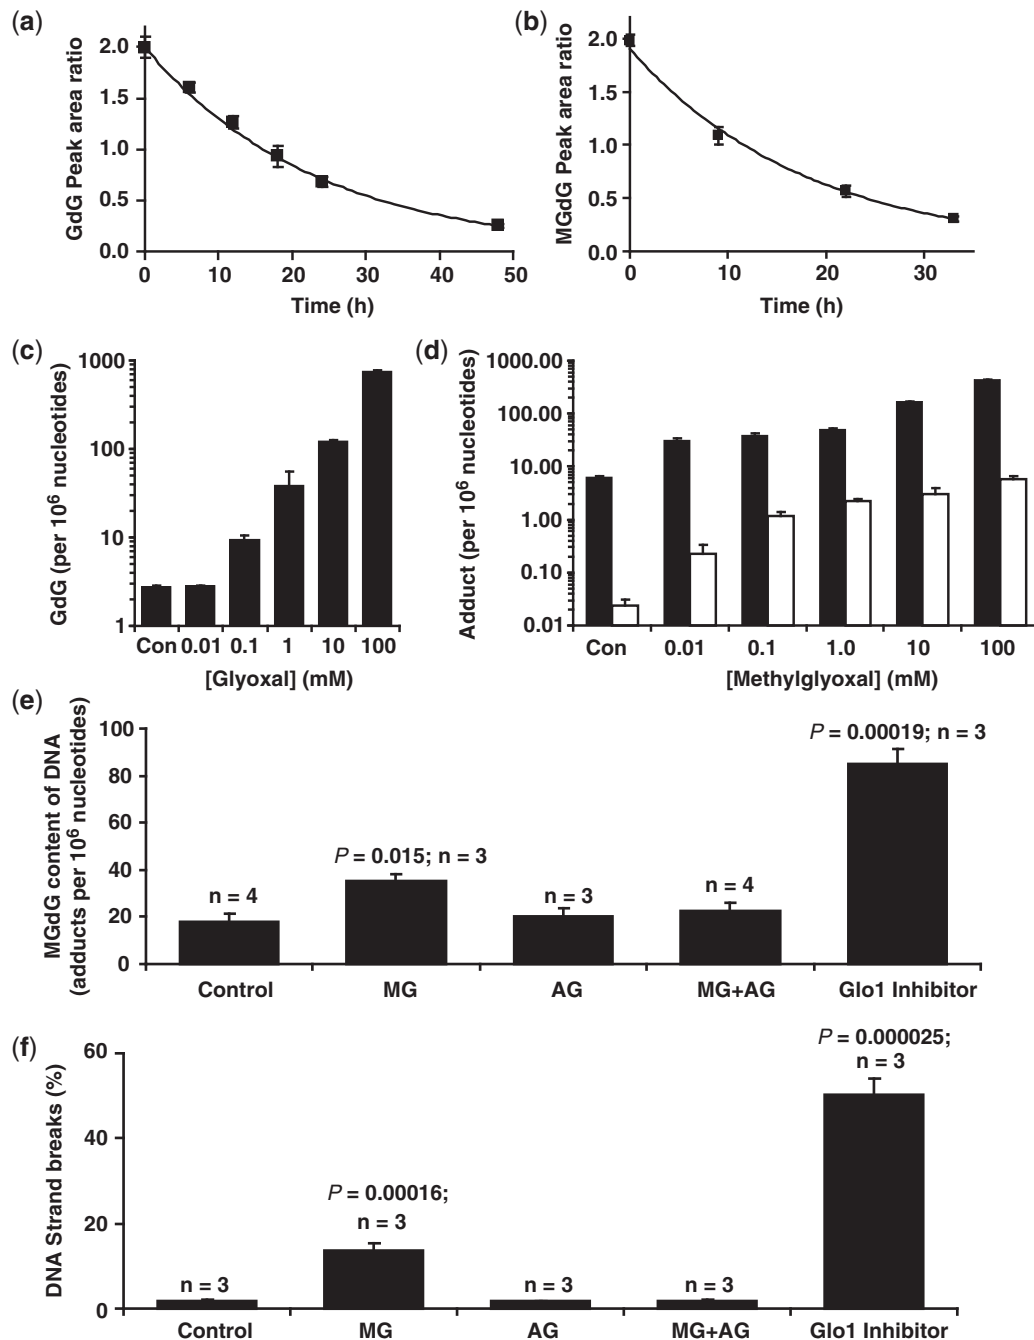 (a)
GdG Peak area ratio
2.0
1.5
1.0
0.5
0.0
0 10 20 30 40 50
Time (h)
(b)
MGdG Peak area ratio
2.0
1.5
1.0
0.5
0.0
0 10 20 30
Time (h)
(c)
GdG (per 10⁶ nucleotides)
1000
100
10
1
Con 0.01 0.1 1 10 100
[Glyoxal] (mM)
(d)
Adduct (per 10⁶ nucleotides)
1000.00
100.00
10.00
1.00
0.10
0.01
Con 0.01 0.1 1.0 10 100
[Methylglyoxal] (mM)
(e)
MGdG content of DNA
(adducts per 10⁶ nucleotides)
100
80
60
40
20
0
n = 4
P = 0.015; n = 3
n = 3
n = 4
P = 0.00019; n = 3
Control MG AG MG+AG Glo1 Inhibitor
(f)
DNA Strand breaks (%)
60
40
20
0
n = 3
P = 0.00016;
n = 3
n = 3
n = 3
P = 0.000025;
n = 3
Control MG AG MG+AG Glo1 Inhibitor